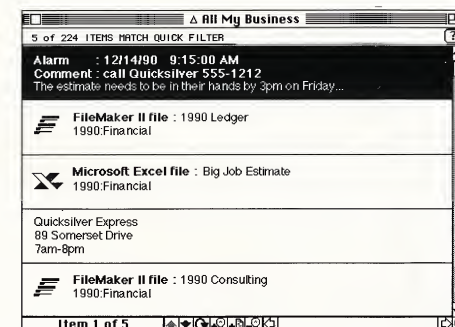 ∆ All My Business
5 of 224 ITEMS MATCH QUICK FILTER
?
Alarm : 12/14/90 9:15:00 AM
Comment : call Quicksilver 555-1212
The estimate needs to be in their hands by 3pm on Friday...
FileMaker II file : 1990 Ledger
1990:Financial
Microsoft Excel file : Big Job Estimate
1990:Financial
Quicksilver Express
89 Somerset Drive
7am-8pm
FileMaker II file : 1990 Consulting
1990:Financial
Item 1 of 5